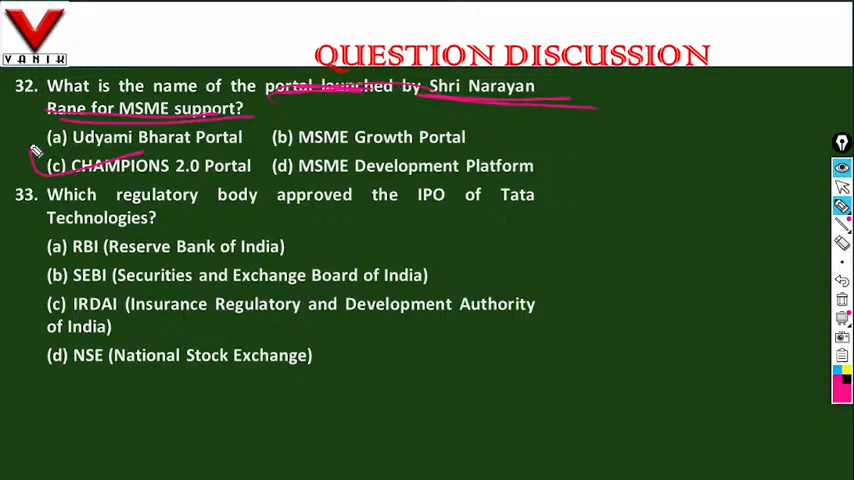 VANIK
QUESTION DISCUSSION
32. What is the name of the portal launched by Shri Narayan
Rane for MSME support?
(a) Udyami Bharat Portal (b) MSME Growth Portal
(c) CHAMPIONS 2.0 Portal (d) MSME Development Platform
33. Which regulatory body approved the IPO of Tata
Technologies?
(a) RBI (Reserve Bank of India)
(b) SEBI (Securities and Exchange Board of India)
(c) IRDAI (Insurance Regulatory and Development Authority
of India)
(d) NSE (National Stock Exchange)